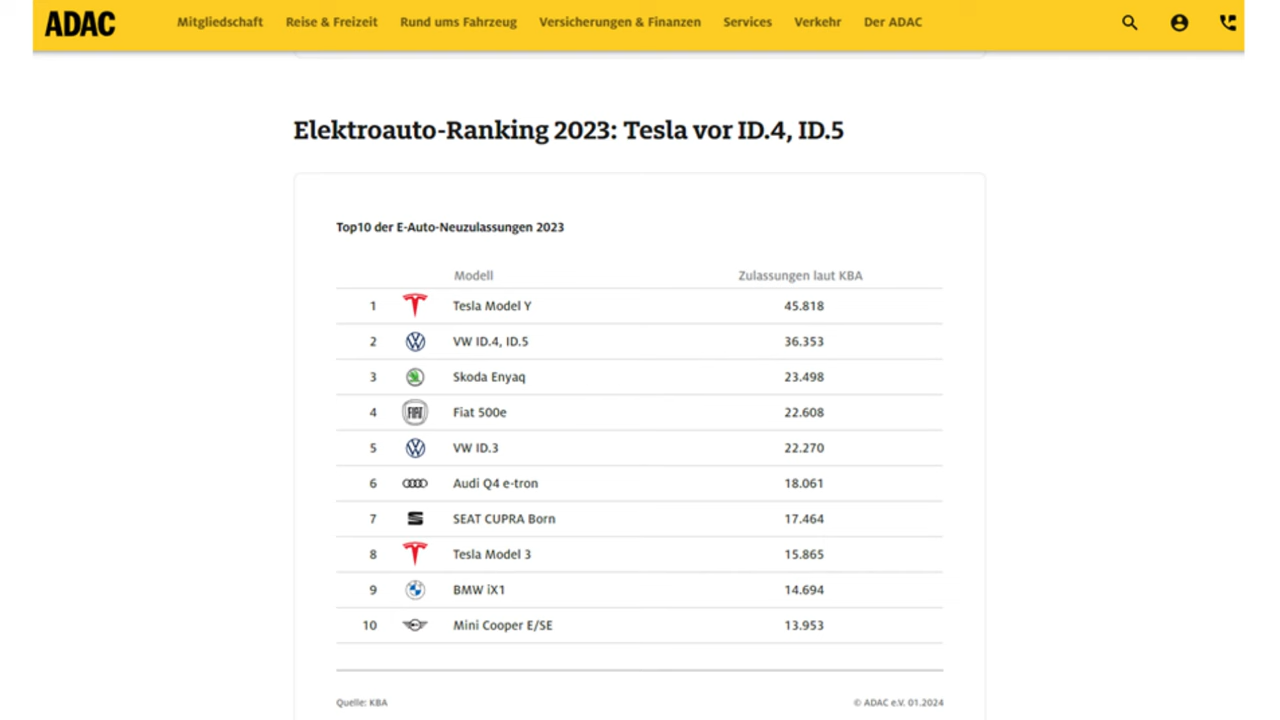 ADAC Mitgliedschaft Reise & Freizeit Rund ums Fahrzeug Versicherungen & Finanzen Services Verkehr Der ADAC
Elektroauto-Ranking 2023: Tesla vor ID.4, ID.5
Top10 der E-Auto-Neuzulassungen 2023
Modell Zulassungen laut KBA
1 Tesla Model Y 45.818
2 VW ID.4, ID.5 36.353
3 Skoda Enyaq 23.498
4 FIAT Fiat 500e 22.608
5 VW ID.3 22.270
6 Audi Q4 e-tron 18.061
7 SEAT CUPRA Born 17.464
8 Tesla Model 3 15.865
9 BMW iX1 14.694
10 Mini Cooper E/SE 13.953
Quelle: KBA © ADAC e.V. 01.2024